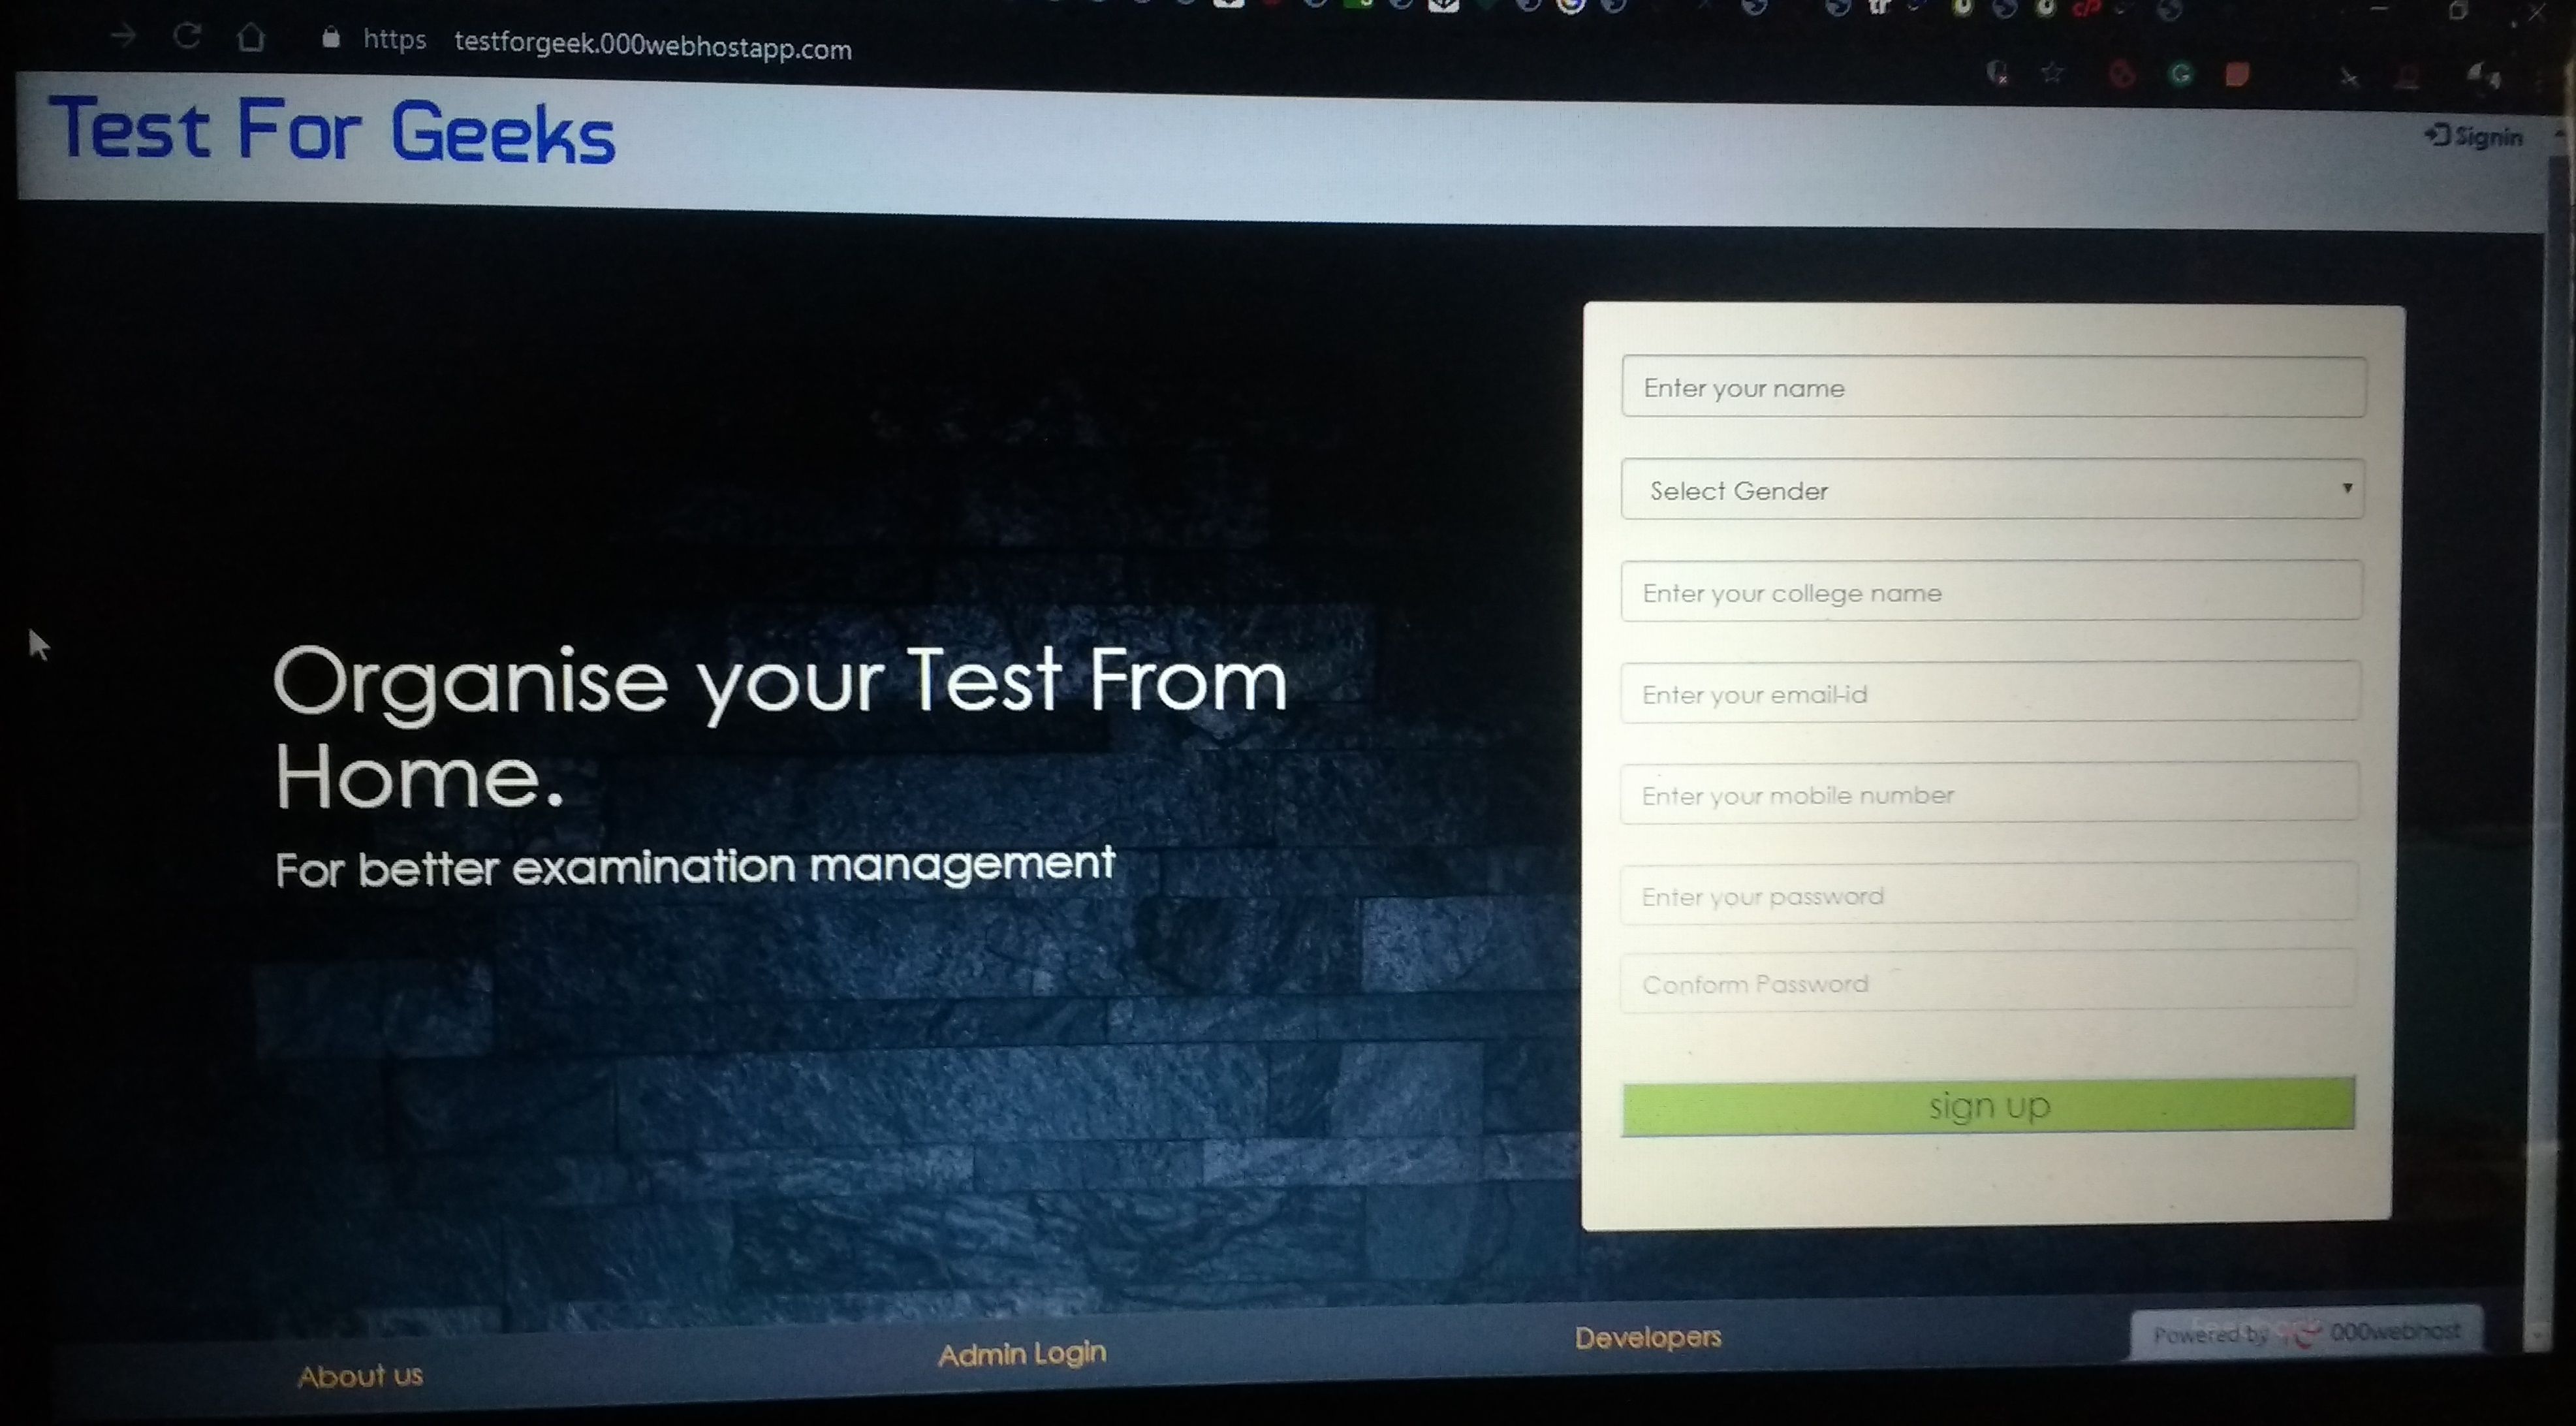 https testforgeek.000webhostapp.com
Test For Geeks
Signin
Organise your Test From
Home.
For better examination management
Enter your name
Select Gender
Enter your college name
Enter your email-id
Enter your mobile number
Enter your password
Conform Password
sign up
About us
Admin Login
Developers
Powered by 000webhost